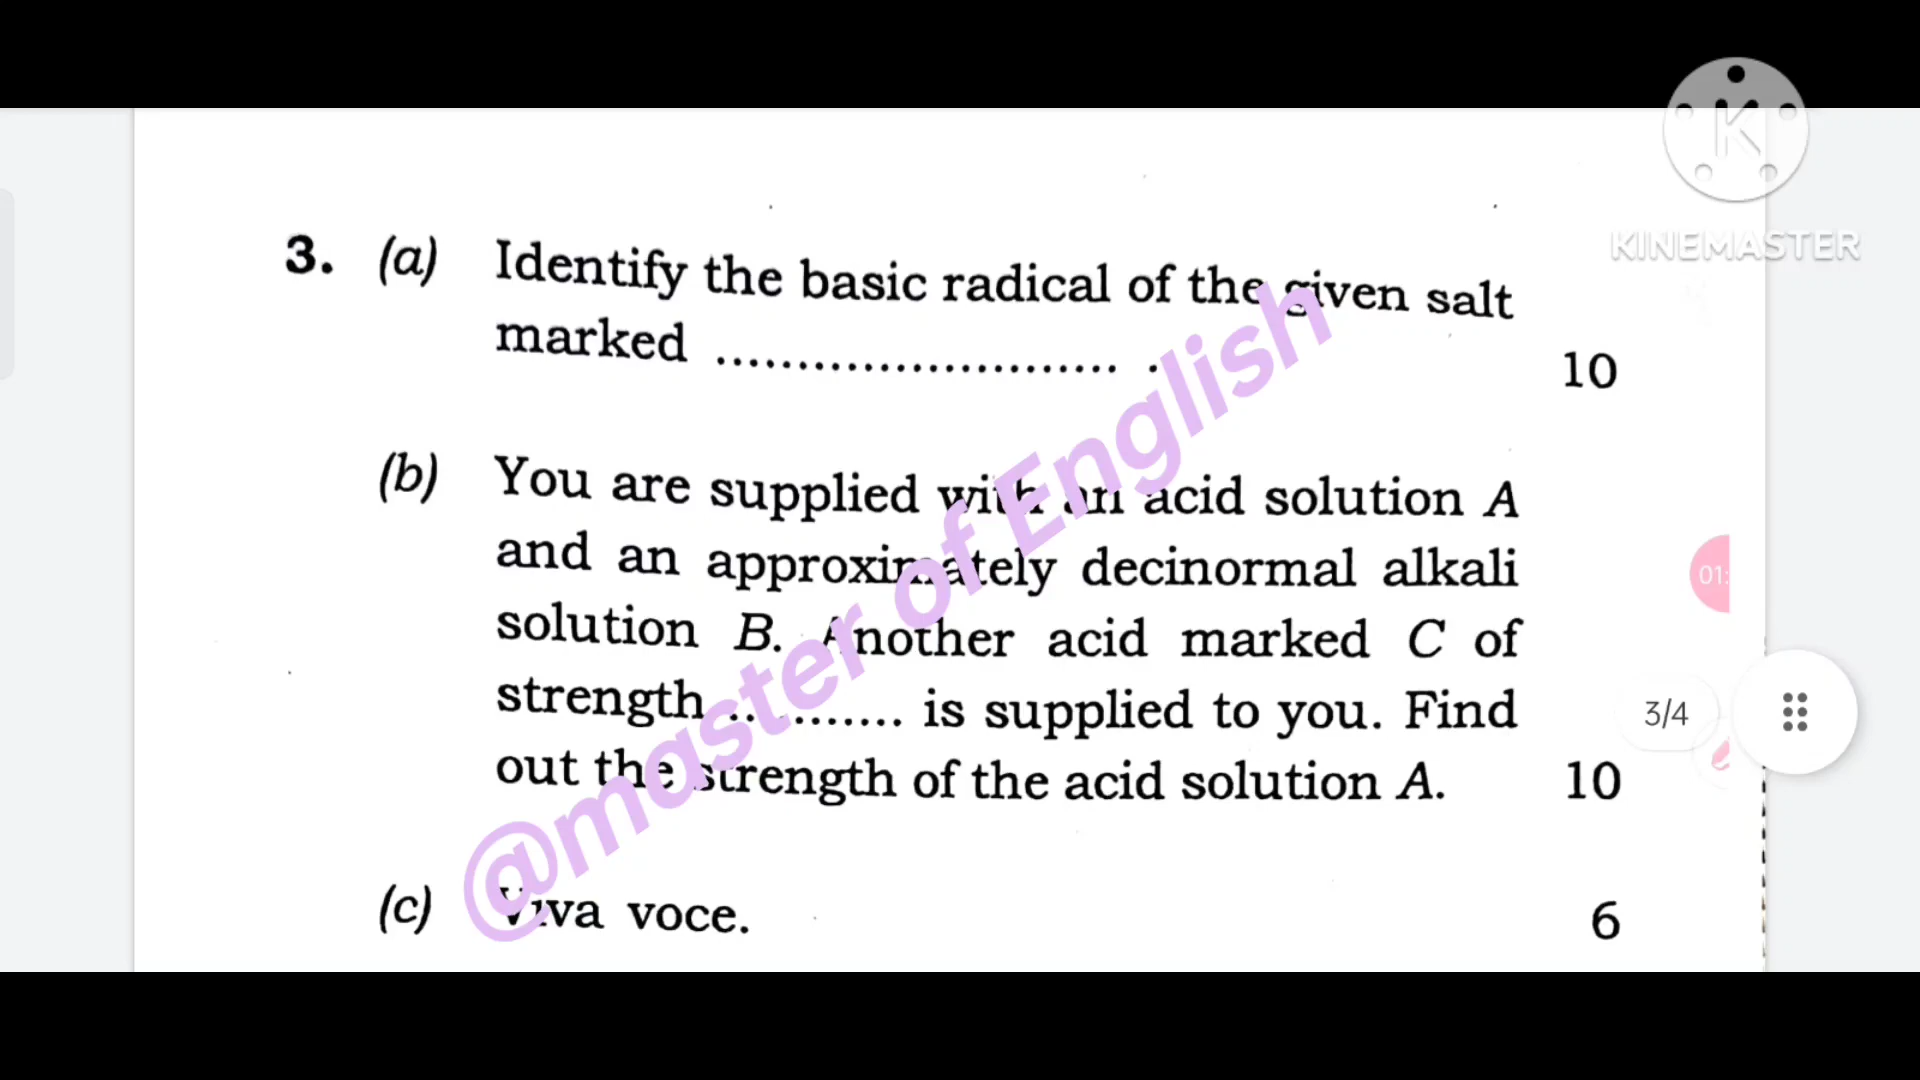 KINEMASTER
3. (a) Identify the basic radical of the given salt
marked ......................... . 10
(b) You are supplied with an acid solution A
and an approximately decinormal alkali
solution B. Another acid marked C of
strength ........... is supplied to you. Find
out the strength of the acid solution A. 10
(c) Viva voce. 6
@master of English
01:
3/4